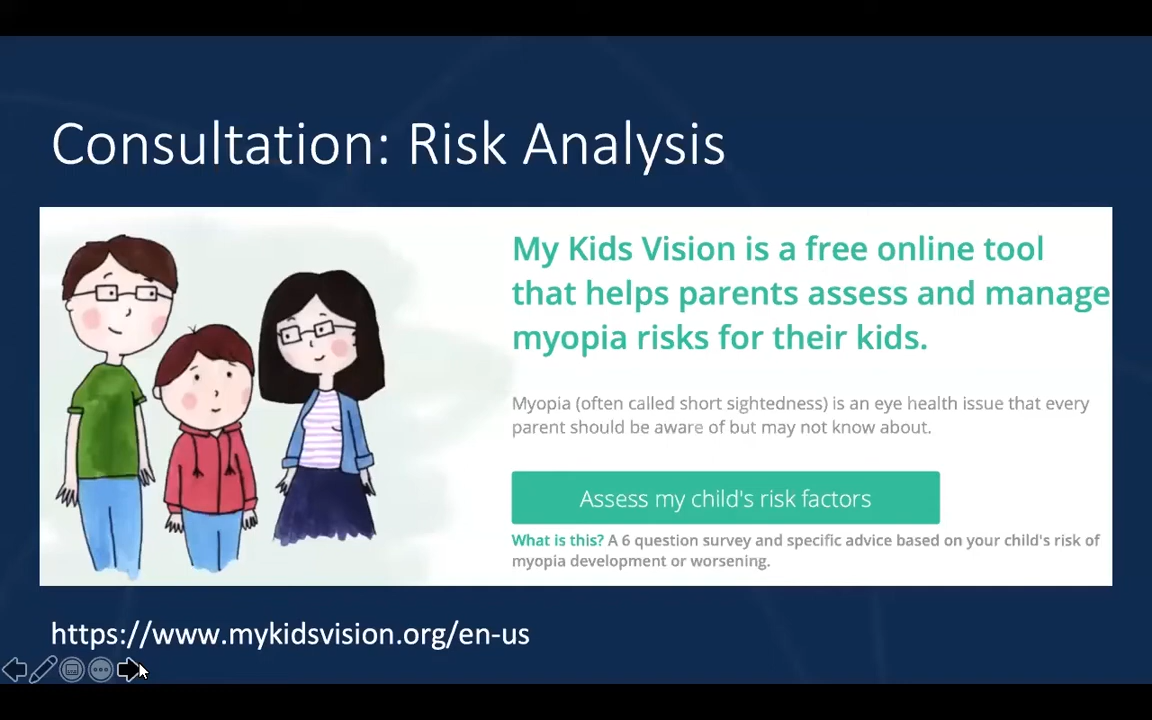 Consultation: Risk Analysis
My Kids Vision is a free online tool
that helps parents assess and manage
myopia risks for their kids.
Myopia (often called short sightedness) is an eye health issue that every
parent should be aware of but may not know about.
Assess my child's risk factors
What is this? A 6 question survey and specific advice based on your child's risk of
myopia development or worsening.
https://www.mykidsvision.org/en-us